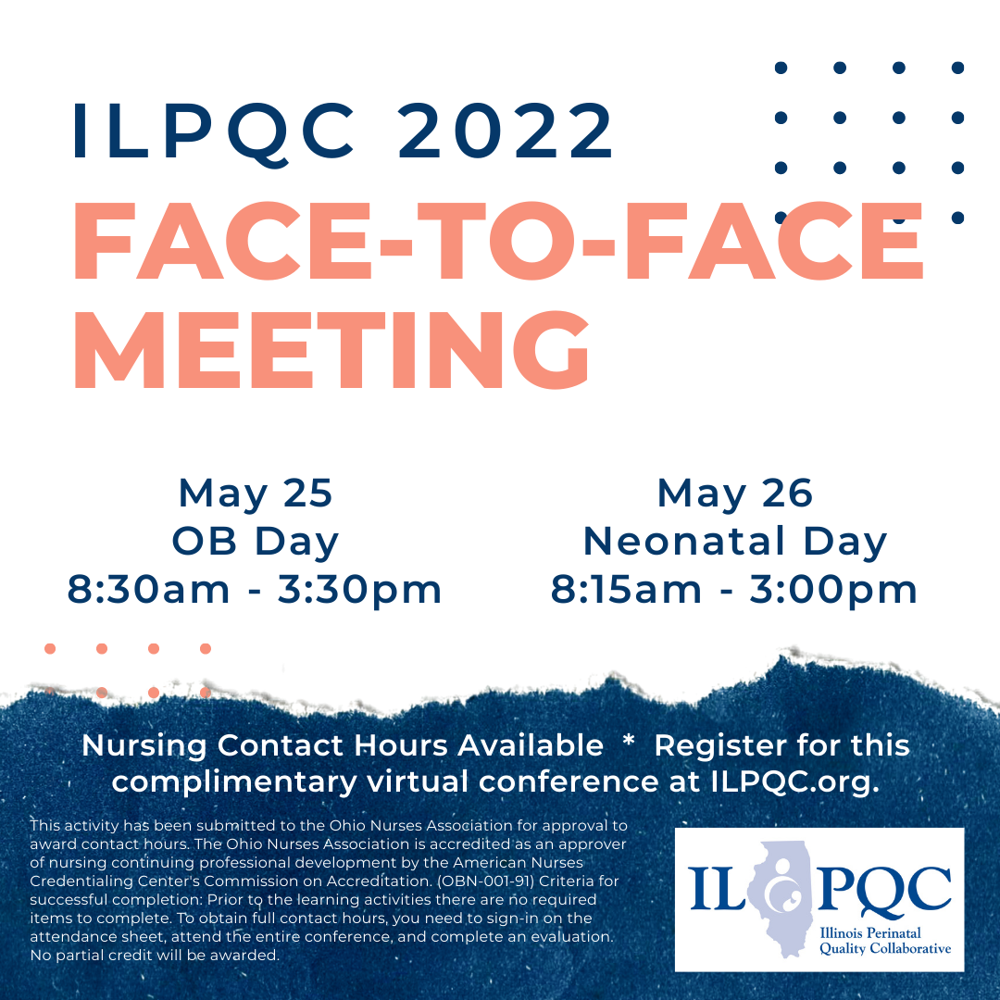 ILPQC 2022
FACE-TO-FACE
MEETING
May 25
OB Day
8:30am - 3:30pm
May 26
Neonatal Day
8:15am - 3:00pm
Nursing Contact Hours Available * Register for this
complimentary virtual conference at ILPQC.org.
This activity has been submitted to the Ohio Nurses Association for approval to
award contact hours. The Ohio Nurses Association is accredited as an approver
of nursing continuing professional development by the American Nurses
Credentialing Center's Commission on Accreditation. (OBN-001-91) Criteria for
successful completion: Prior to the learning activities there are no required
items to complete. To obtain full contact hours, you need to sign-in on the
attendance sheet, attend the entire conference, and complete an evaluation.
No partial credit will be awarded.
IL PQC
Illinois Perinatal
Quality Collaborative